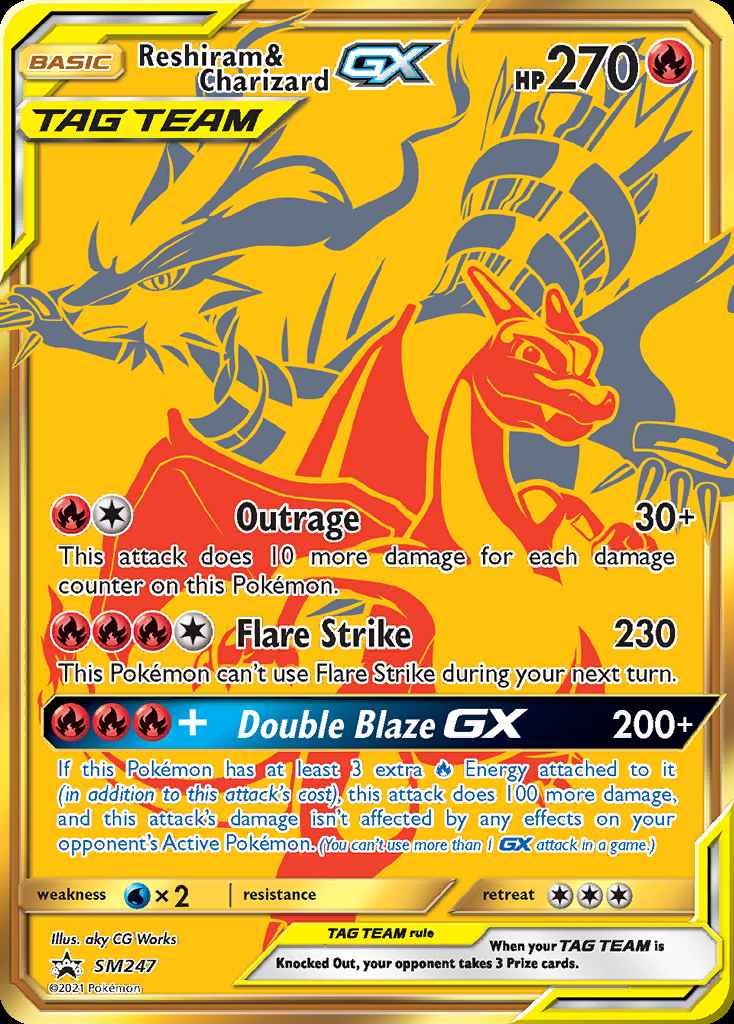 BASIC Reshiram& Charizard GX HP270
TAG TEAM
Outrage 30+
This attack does 10 more damage for each damage
counter on this Pokémon.
Flare Strike 230
This Pokémon can't use Flare Strike during your next turn.
+ Double Blaze GX 200+
If this Pokémon has at least 3 extra Energy attached to it
(in addition to this attack's cost), this attack does 100 more damage,
and this attack's damage isn't affected by any effects on your
opponent's Active Pokémon. (You can't use more than 1 GX attack in a game.)
weakness ×2 resistance retreat
Illus. aky CG Works
SM247
©2021 Pokémon
TAG TEAM rule
When your TAG TEAM is
Knocked Out, your opponent takes 3 Prize cards.